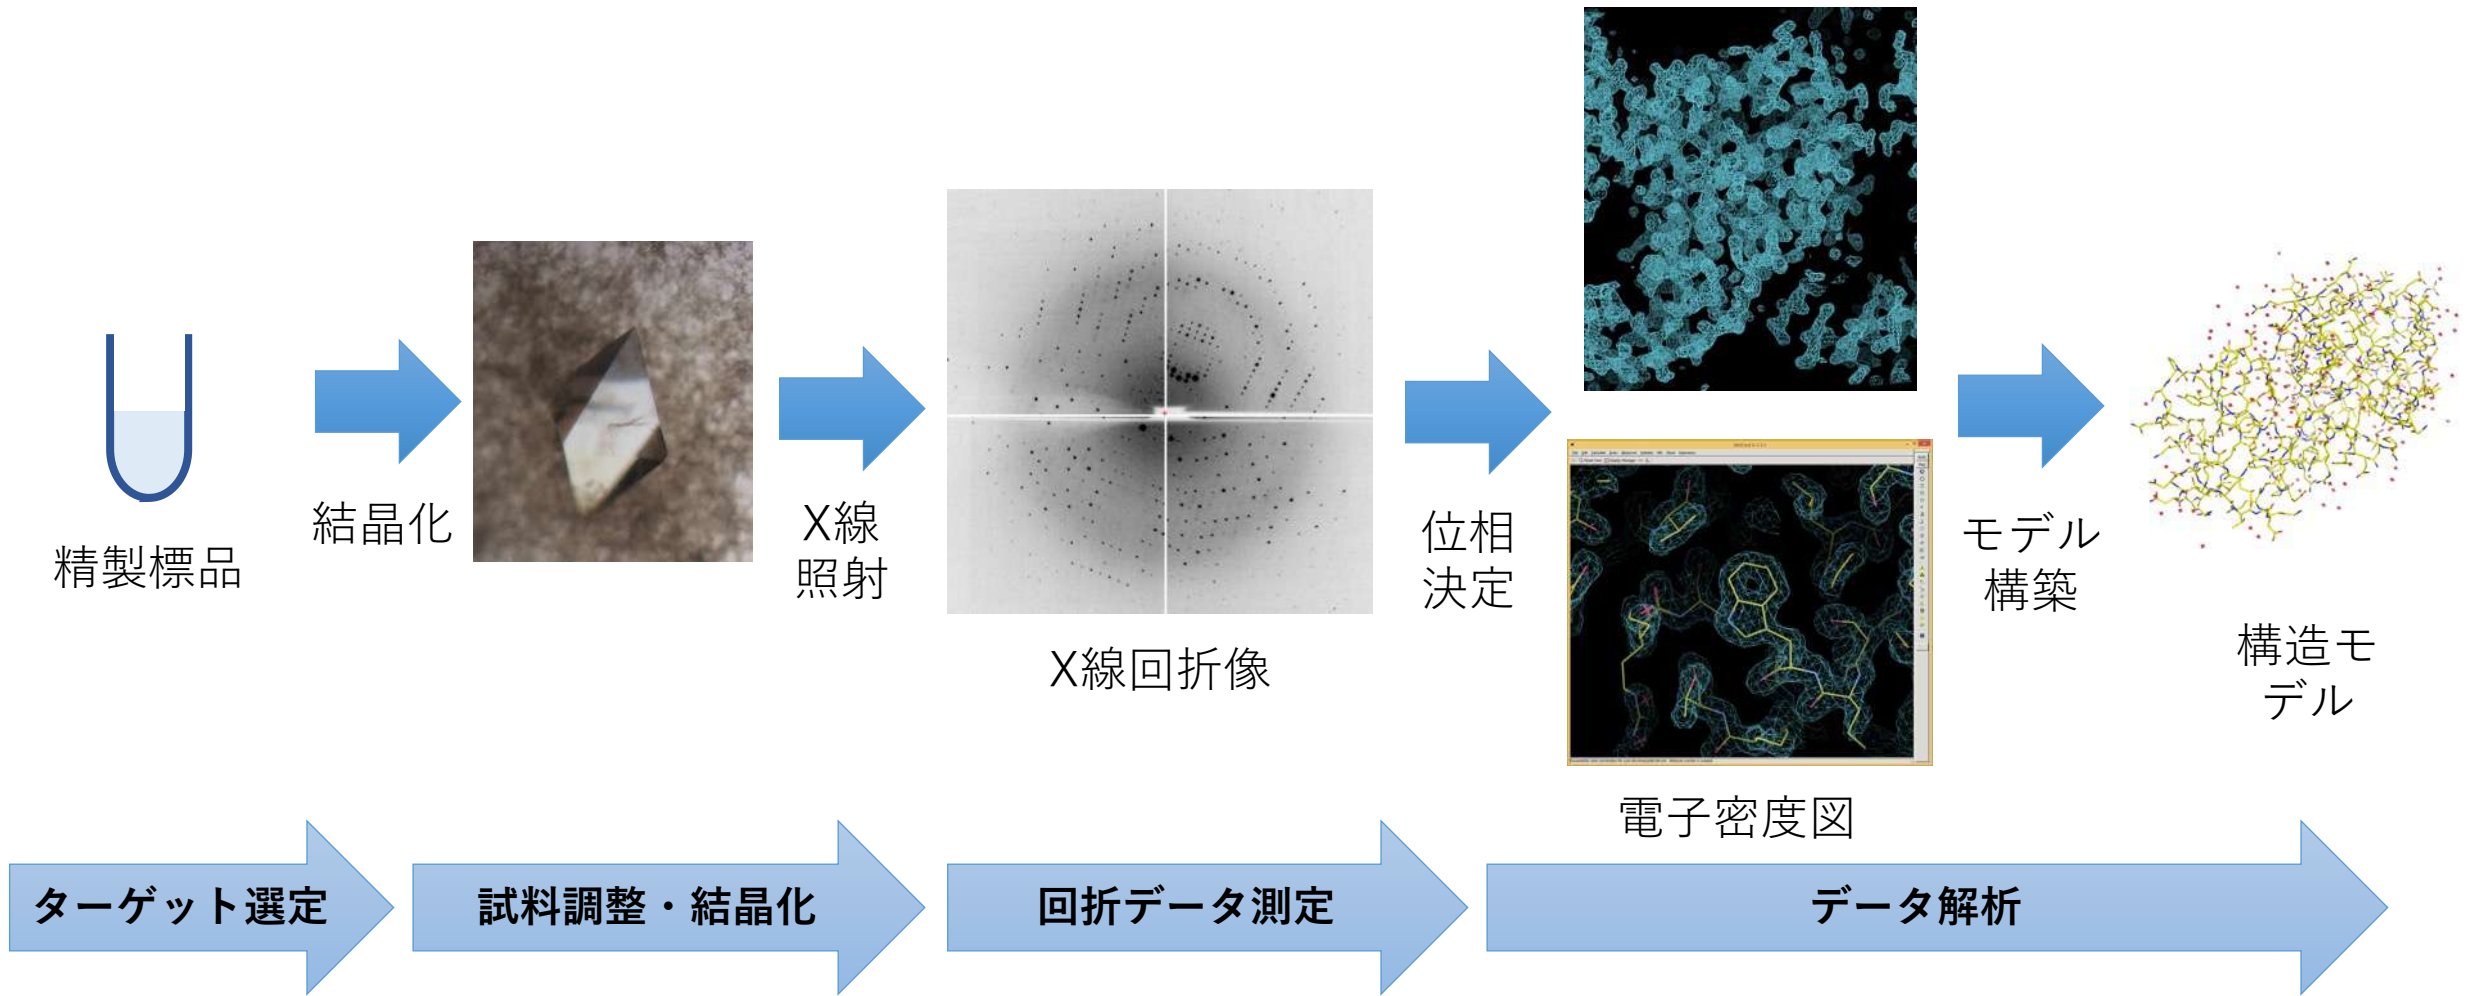 精製標品
結晶化
X線
照射
X線回折像
位相
決定
電子密度図
モデル
構築
構造モ
デル
ターゲット選定
試料調整・結晶化
回折データ測定
データ解析